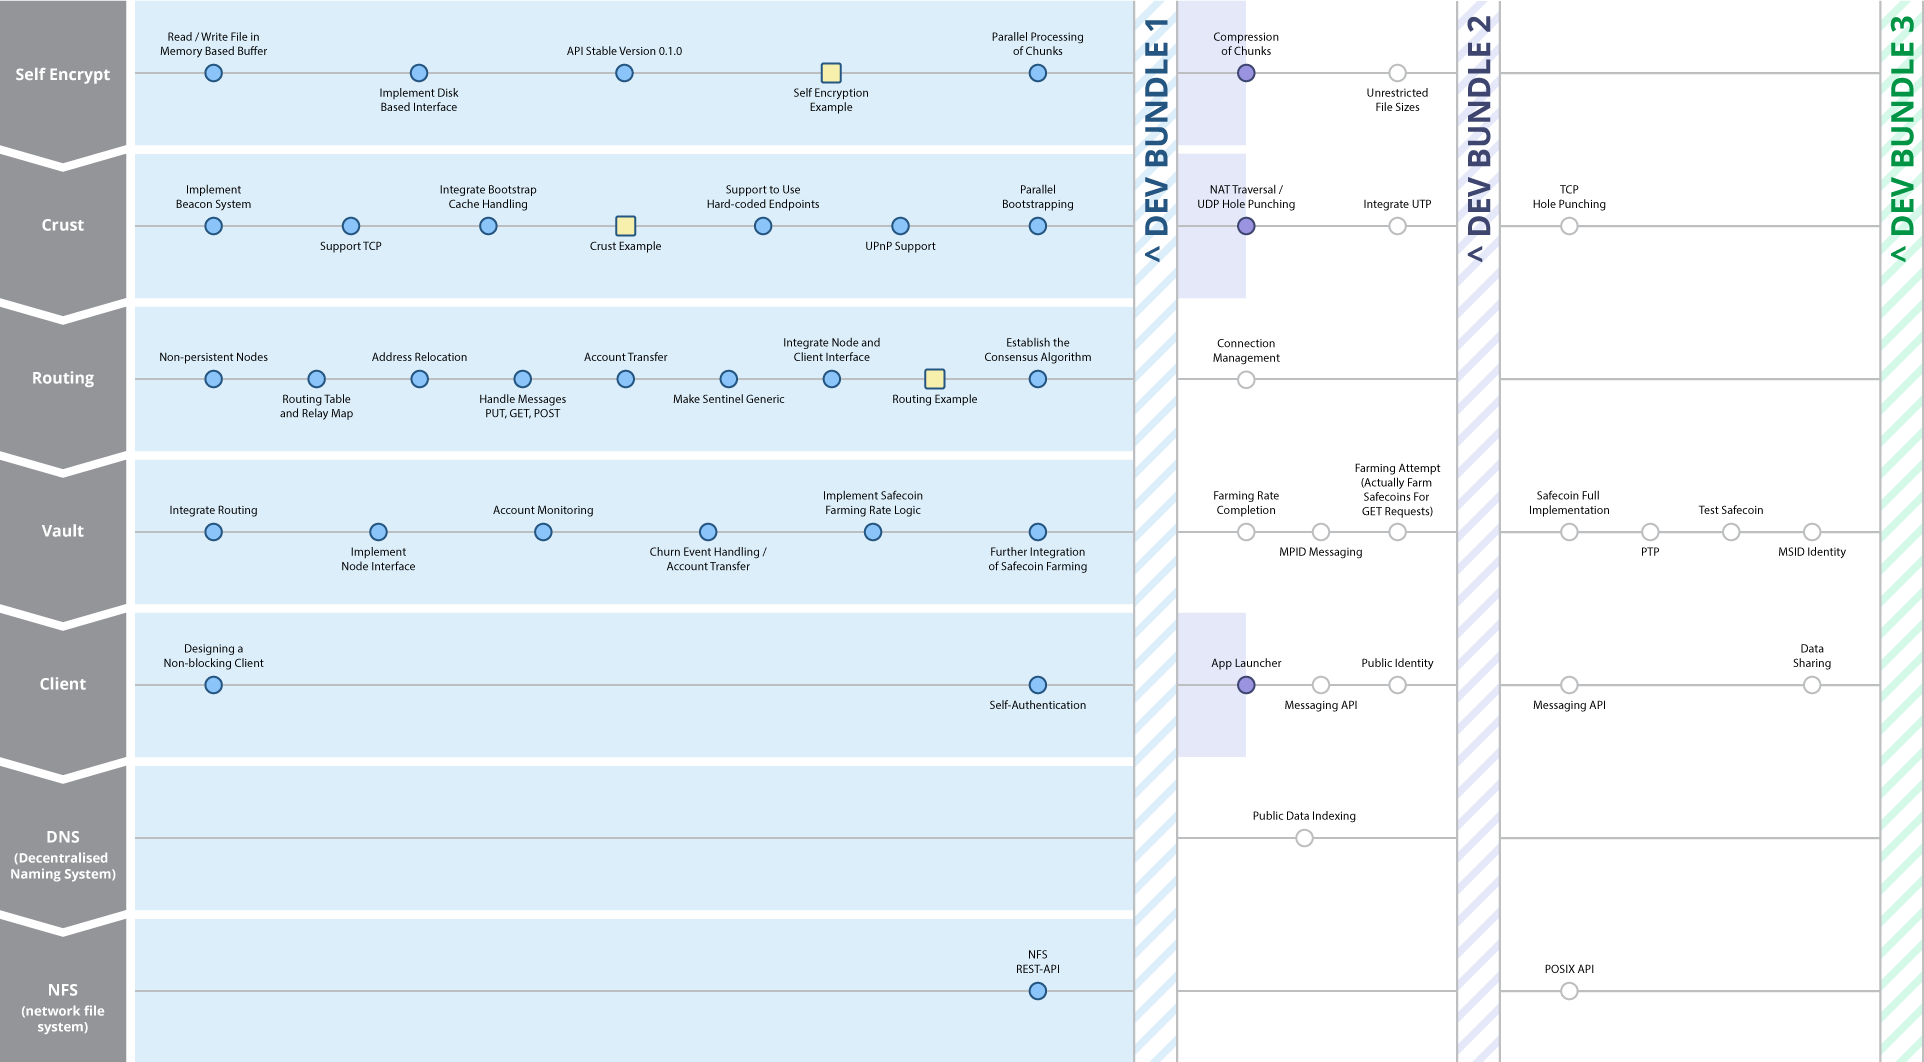 Self Encrypt
Read / Write File in
Memory Based Buffer
Implement Disk
Based Interface
API Stable Version 0.1.0
Self Encryption
Example
Parallel Processing
of Chunks
^ DEV BUNDLE 1
Compression
of Chunks
Unrestricted
File Sizes
^ DEV BUNDLE 2
^ DEV BUNDLE 3
Crust
Implement
Beacon System
Support TCP
Integrate Bootstrap
Cache Handling
Crust Example
Support to Use
Hard-coded Endpoints
UPnP Support
Parallel
Bootstrapping
NAT Traversal /
UDP Hole Punching
Integrate UTP
TCP
Hole Punching
Routing
Non-persistent Nodes
Routing Table
and Relay Map
Address Relocation
Handle Messages
PUT, GET, POST
Account Transfer
Make Sentinel Generic
Integrate Node and
Client Interface
Routing Example
Establish the
Consensus Algorithm
Connection
Management
Vault
Integrate Routing
Implement
Node Interface
Account Monitoring
Churn Event Handling /
Account Transfer
Implement Safecoin
Farming Rate Logic
Further Integration
of Safecoin Farming
Farming Rate
Completion
MPID Messaging
Farming Attempt
(Actually Farm
Safecoins For
GET Requests)
Safecoin Full
Implementation
PTP
Test Safecoin
MSID Identity
Client
Designing a
Non-blocking Client
Self-Authentication
App Launcher
Messaging API
Public Identity
Messaging API
Data
Sharing
DNS
(Decentralised
Naming System)
Public Data Indexing
NFS
(network file
system)
NFS
REST-API
POSIX API